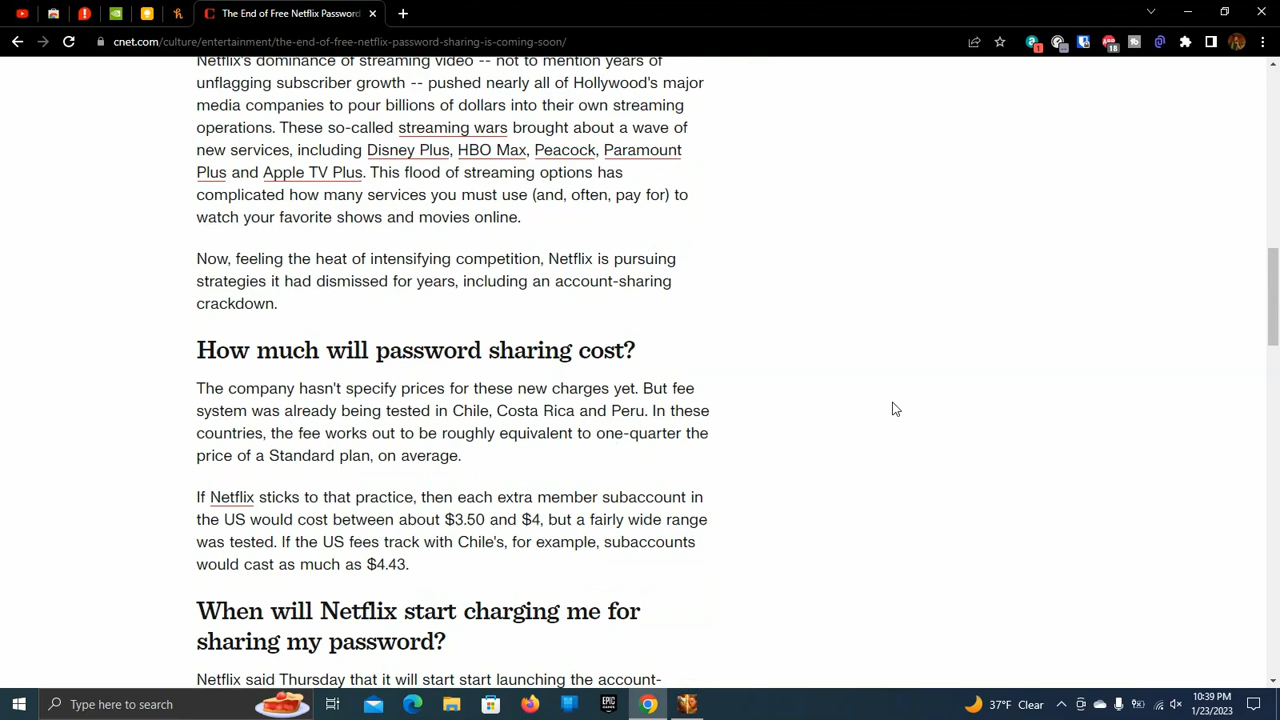 The End of Free Netflix Password
cnet.com/culture/entertainment/the-end-of-free-netflix-password-sharing-is-coming-soon/
1
18
Netflix's dominance of streaming video -- not to mention years of
unflagging subscriber growth -- pushed nearly all of Hollywood's major
media companies to pour billions of dollars into their own streaming
operations. These so-called streaming wars brought about a wave of
new services, including Disney Plus, HBO Max, Peacock, Paramount
Plus and Apple TV Plus. This flood of streaming options has
complicated how many services you must use (and, often, pay for) to
watch your favorite shows and movies online.
Now, feeling the heat of intensifying competition, Netflix is pursuing
strategies it had dismissed for years, including an account-sharing
crackdown.
How much will password sharing cost?
The company hasn't specify prices for these new charges yet. But fee
system was already being tested in Chile, Costa Rica and Peru. In these
countries, the fee works out to be roughly equivalent to one-quarter the
price of a Standard plan, on average.
If Netflix sticks to that practice, then each extra member subaccount in
the US would cost between about $3.50 and $4, but a fairly wide range
was tested. If the US fees track with Chile's, for example, subaccounts
would cast as much as $4.43.
When will Netflix start charging me for
sharing my password?
Netflix said Thursday that it will start start launching the account-
Type here to search
EPIC
GAMES
37°F Clear
10:39 PM
1/23/2023